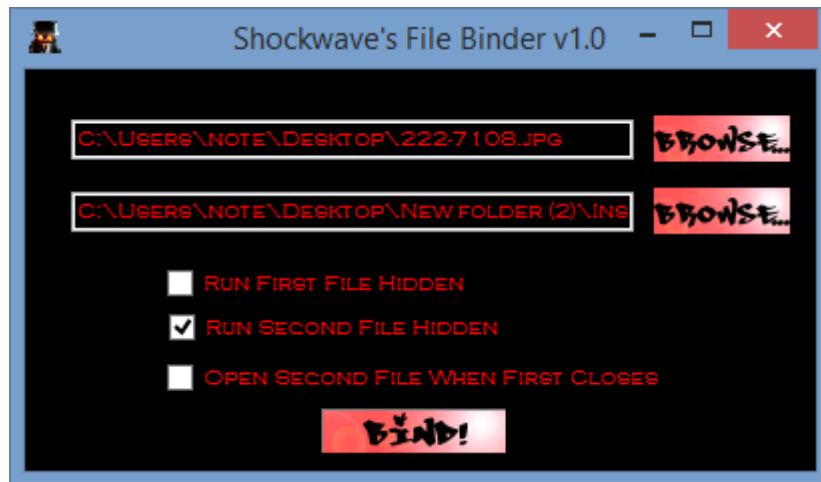 Shockwave's File Binder v1.0
C:\Users\note\Desktop\222-7108.jpg
BROWSE...
C:\Users\note\Desktop\New folder (2)\Ins
BROWSE...
Run First File Hidden
Run Second File Hidden
Open Second File When First Closes
BIND!